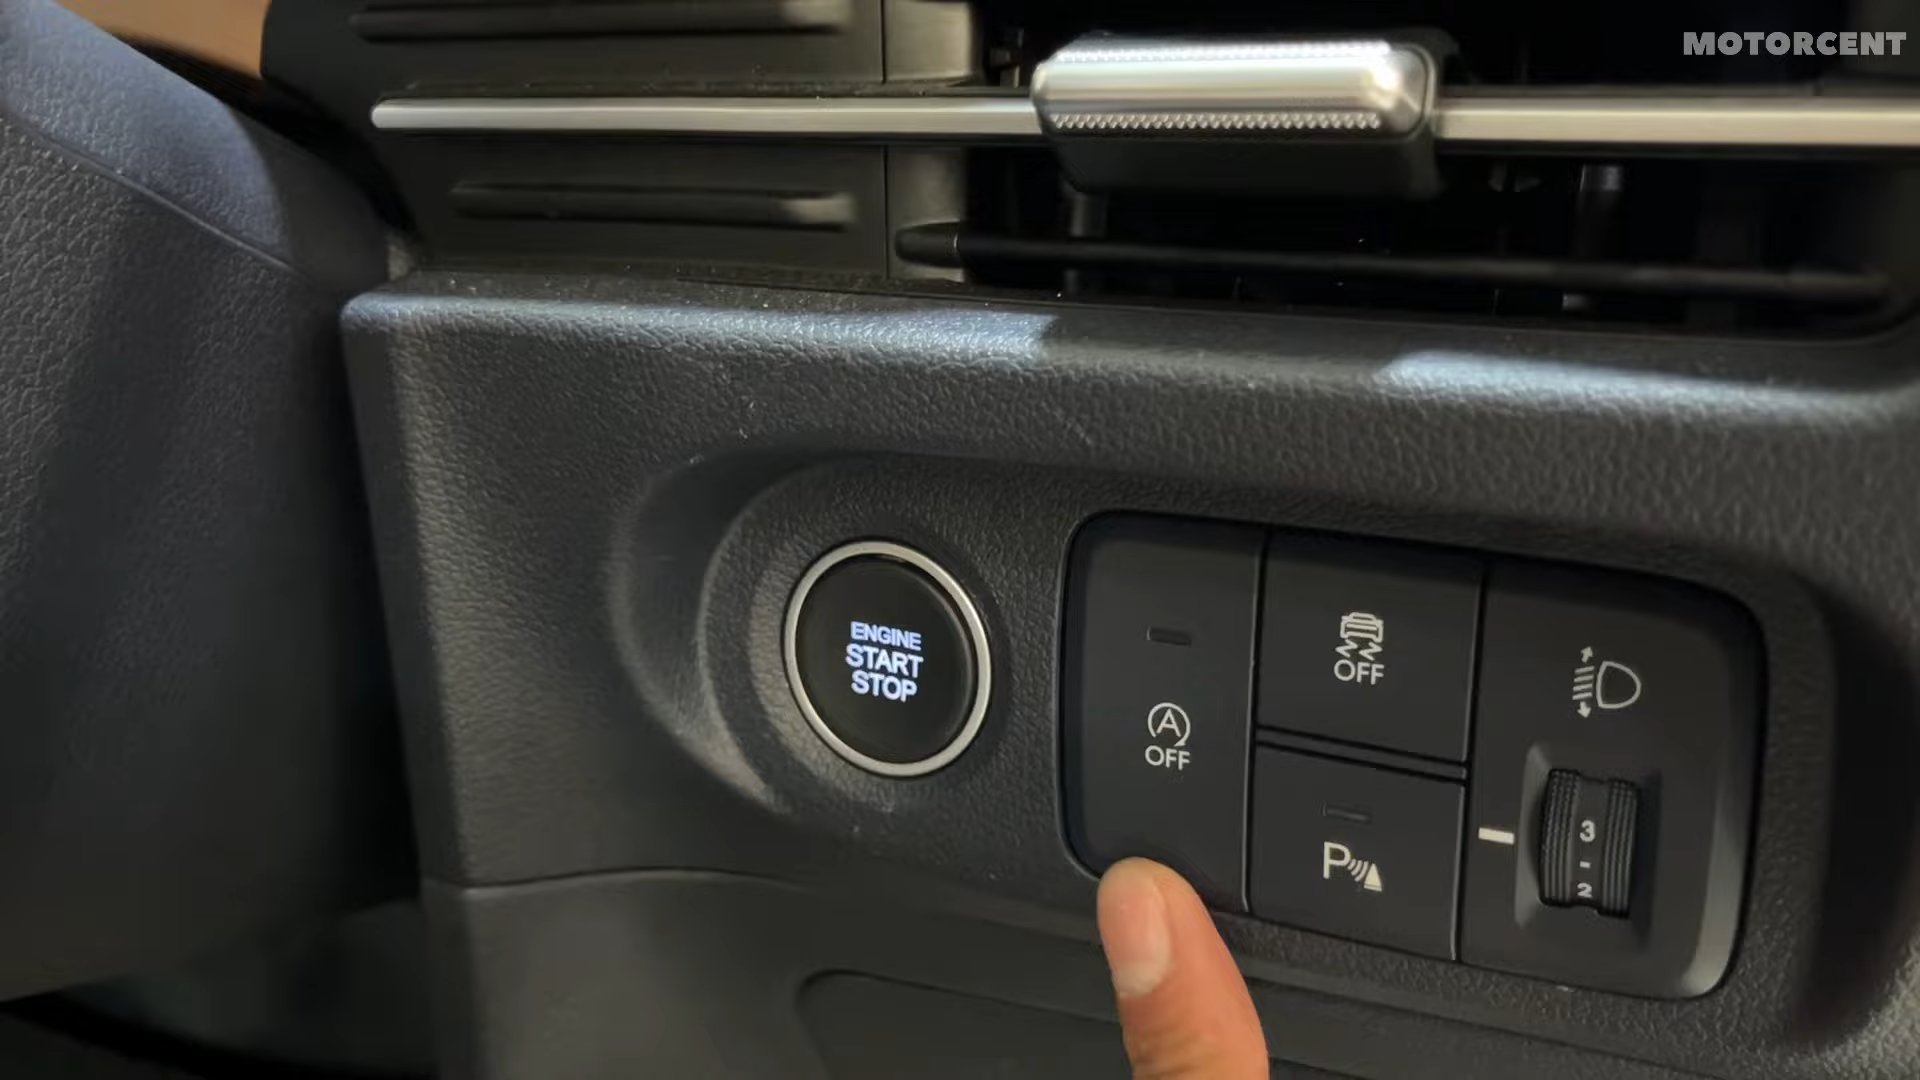 MOTORCENT
ENGINE
START
STOP
A
OFF
OFF
P
3
2